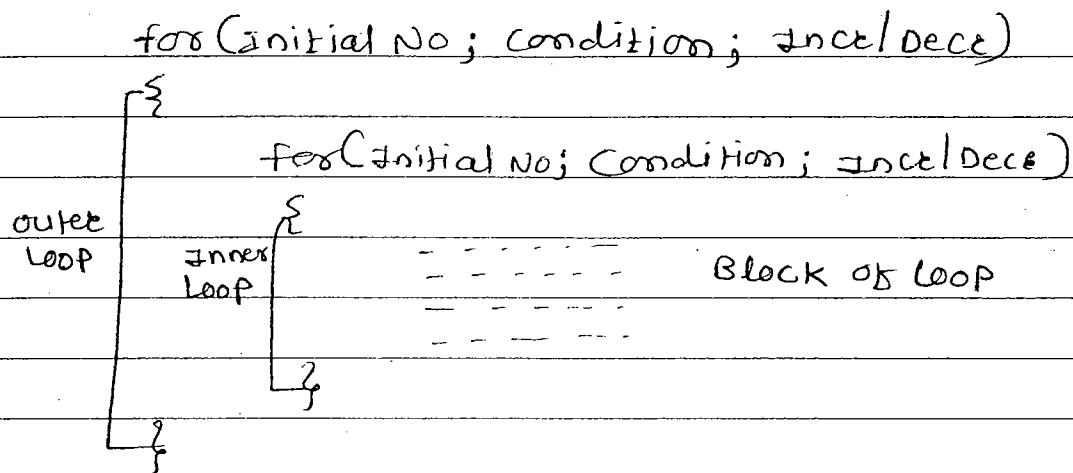 for (Initial No; condition; Incr/Decr)
{
for (Initial No; Condition; Incr/Decr)
{
outer Loop
Inner Loop
Block of Loop
}
}